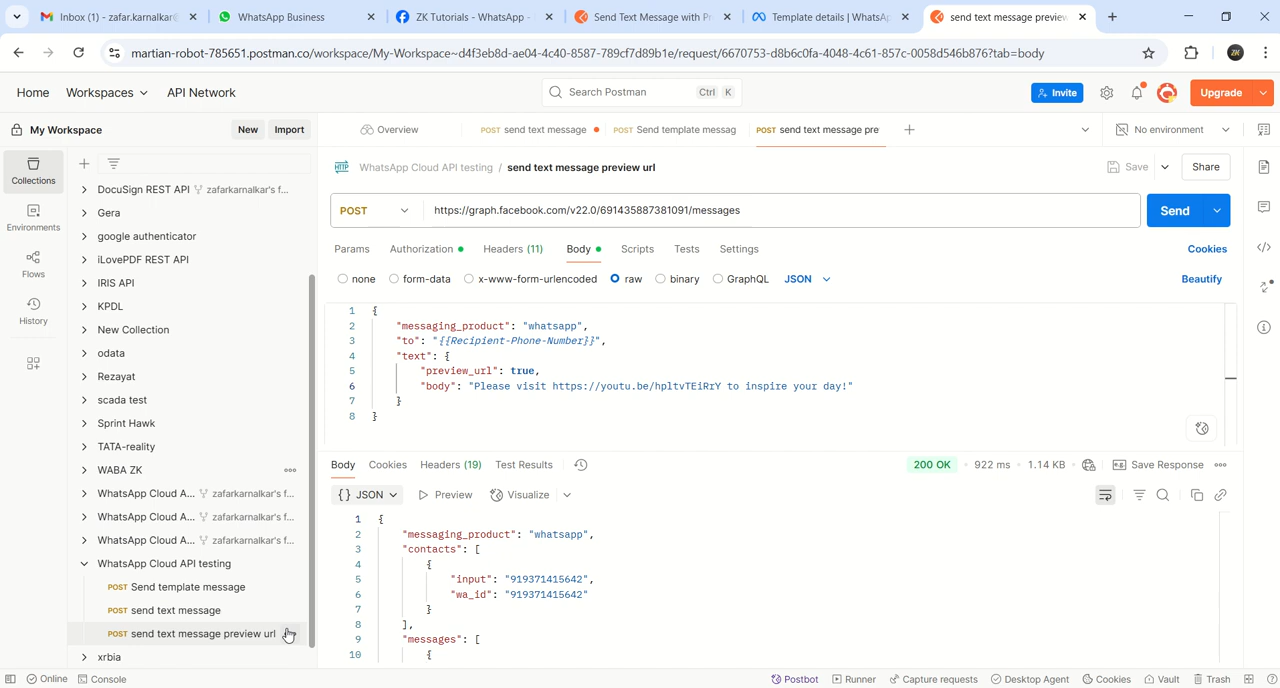 Inbox (1) - zafar.karnalkar@
WhatsApp Business
ZK Tutorials - WhatsApp -
Send Text Message with Pr
Template details | WhatsAp
send text message preview
martian-robot-785651.postman.co/workspace/My-Workspace~d4f3eb8d-ae04-4c40-8587-789cf7d89b1e/request/6670753-d8b6c0fa-4048-4c61-857c-0058d546b876?tab=body
Home
Workspaces
API Network
Search Postman
Ctrl
K
Invite
Upgrade
My Workspace
New
Import
Overview
POST send text message
POST Send template messag
POST send text message pre
No environment
Collections
Environments
Flows
History
DocuSign REST API zafarkarnalkar's f...
Gera
google authenticator
iLovePDF REST API
IRIS API
KPDL
New Collection
odata
Rezayat
scada test
Sprint Hawk
TATA-reality
WABA ZK
WhatsApp Cloud A... zafarkarnalkar's f...
WhatsApp Cloud A... zafarkarnalkar's f...
WhatsApp Cloud A... zafarkarnalkar's f...
WhatsApp Cloud API testing
POST Send template message
POST send text message
POST send text message preview url
xrbia
HTTP
WhatsApp Cloud API testing / send text message preview url
Save
Share
POST
https://graph.facebook.com/v22.0/691435887381091/messages
Send
Params
Authorization
Headers (11)
Body
Scripts
Tests
Settings
Cookies
none
form-data
x-www-form-urlencoded
raw
binary
GraphQL
JSON
Beautify
1 {
2 "messaging_product": "whatsapp",
3 "to": "{{Recipient-Phone-Number}}",
4 "text": {
5 "preview_url": true,
6 "body": "Please visit https://youtu.be/hpltvTEiRrY to inspire your day!"
7 }
8 }
Body
Cookies
Headers (19)
Test Results
200 OK
922 ms
1.14 KB
Save Response
{} JSON
Preview
Visualize
1 {
2 "messaging_product": "whatsapp",
3 "contacts": [
4 {
5 "input": "919371415642",
6 "wa_id": "919371415642"
7 }
8 ],
9 "messages": [
10 {
Online
Console
Postbot
Runner
Capture requests
Desktop Agent
Cookies
Vault
Trash